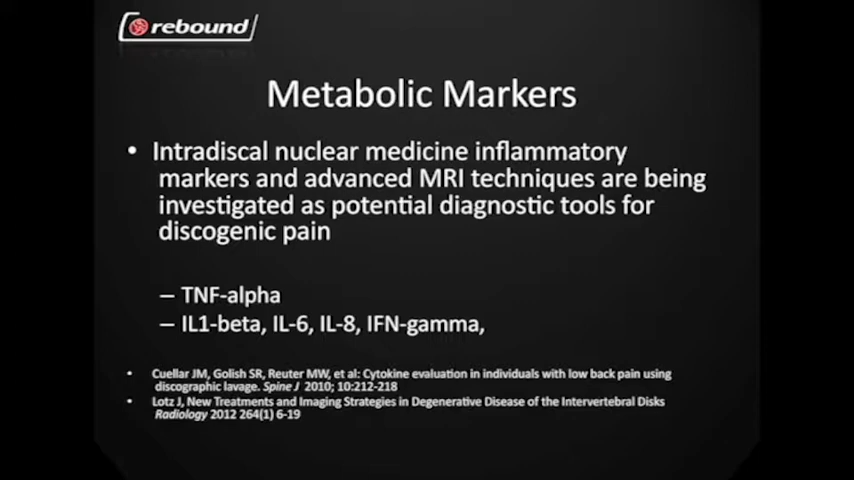 rebound
Metabolic Markers
• Intradiscal nuclear medicine inflammatory
markers and advanced MRI techniques are being
investigated as potential diagnostic tools for
discogenic pain
– TNF-alpha
– IL1-beta, IL-6, IL-8, IFN-gamma,
• Cuellar JM, Golish SR, Reuter MW, et al: Cytokine evaluation in individuals with low back pain using
discographic lavage. Spine J 2010; 10:212-218
• Lotz J, New Treatments and Imaging Strategies in Degenerative Disease of the Intervertebral Disks
Radiology 2012 264(1) 6-19